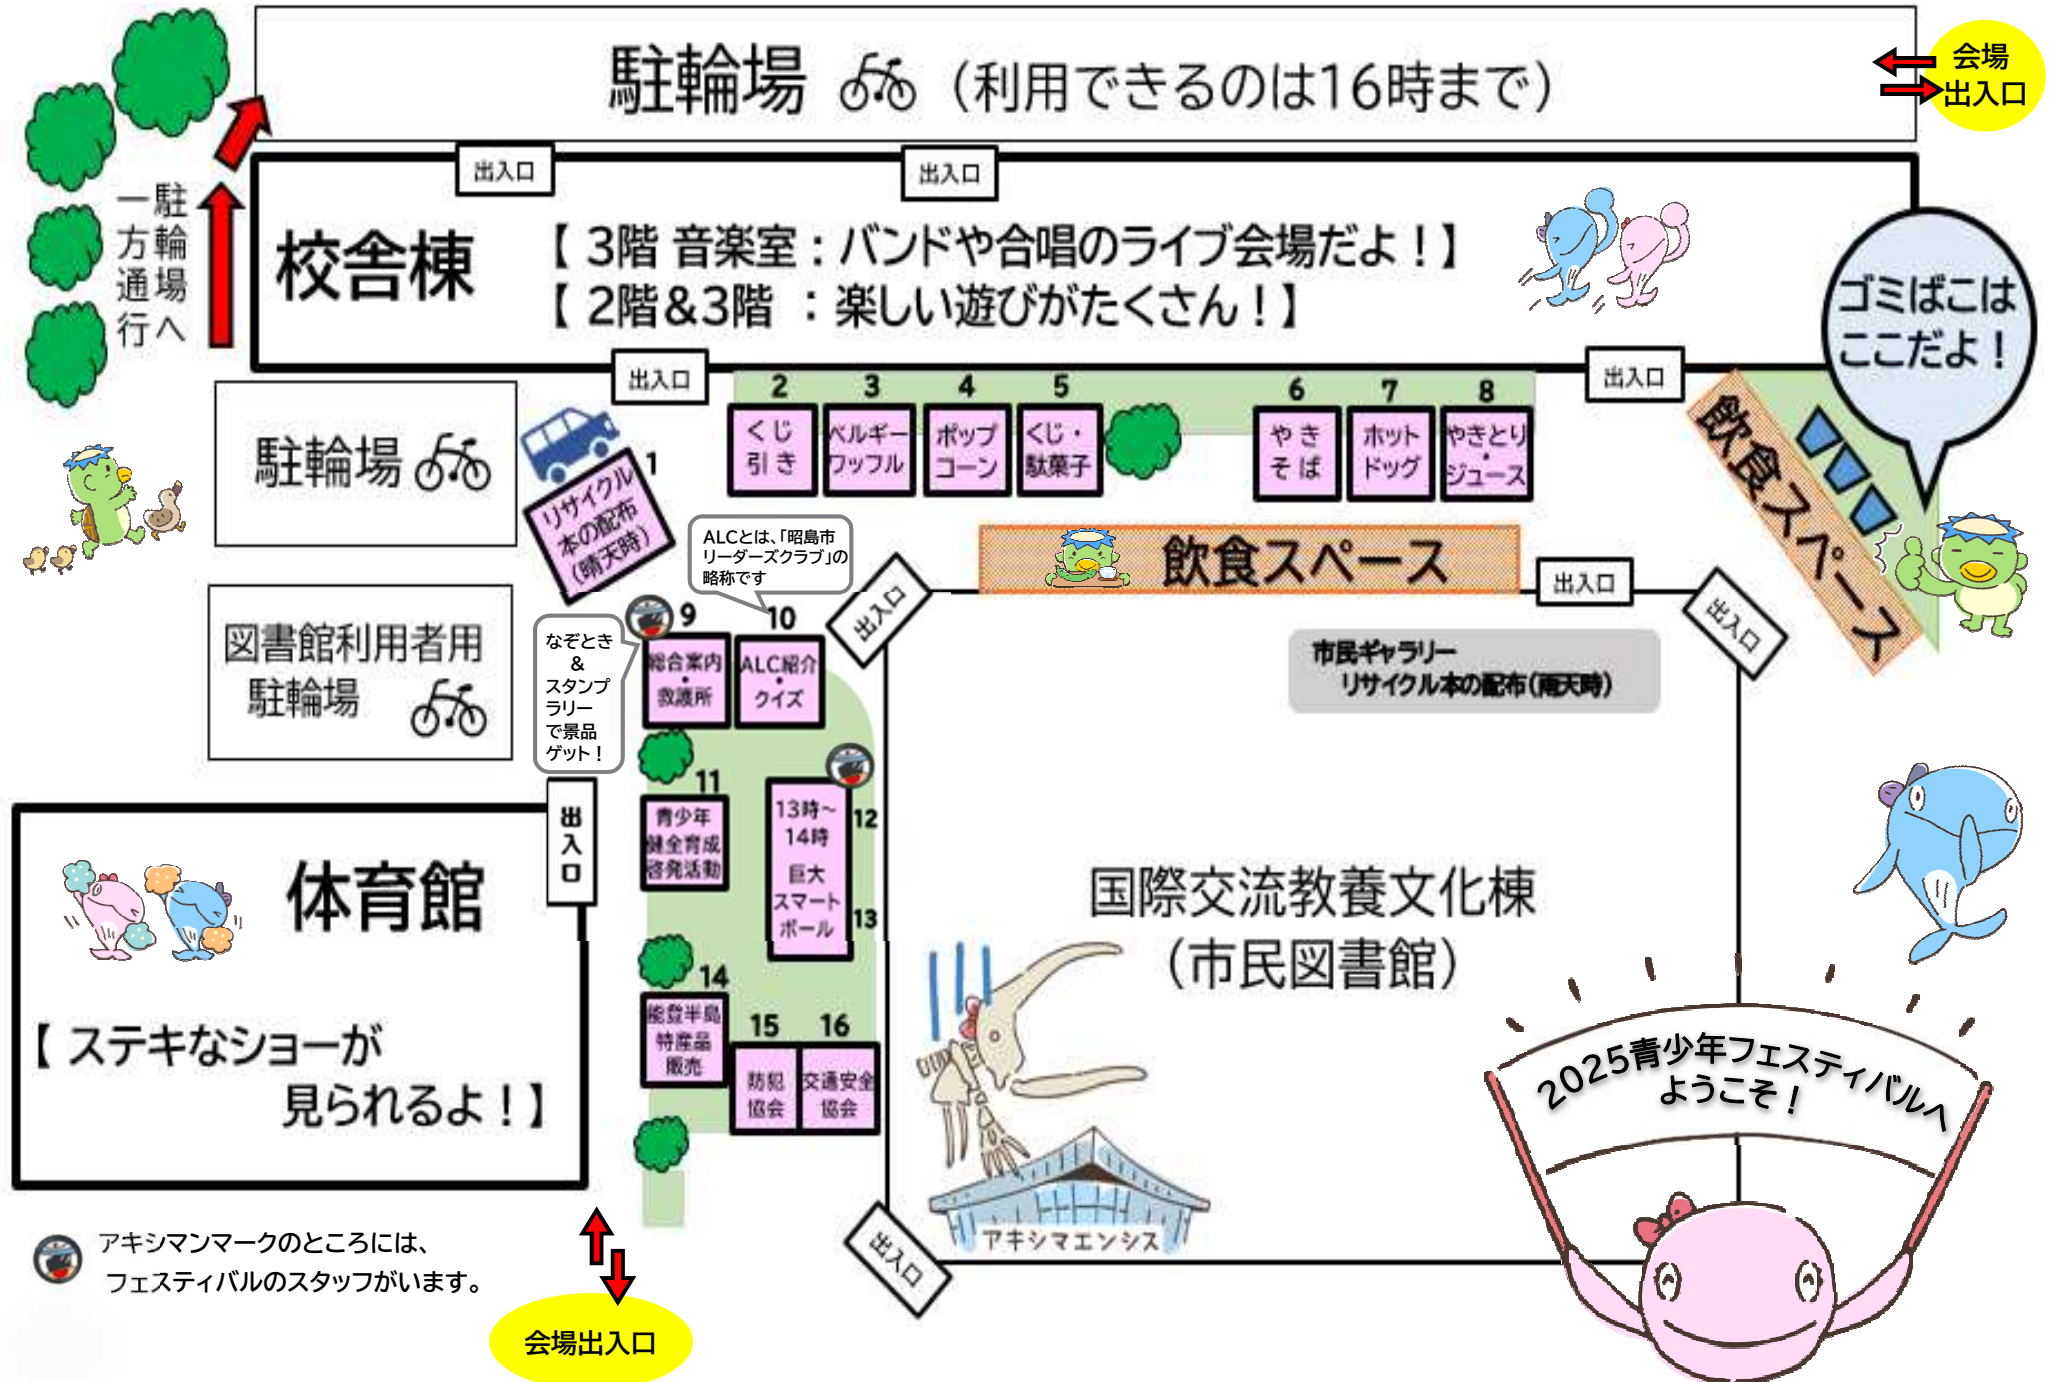 駐輪場 (利用できるのは16時まで)
会場
出入口
出入口
出入口
駐輪場へ
一方通行
校舎棟
【 3階 音楽室：バンドや合唱のライブ会場だよ！】
【 2階&3階 ：楽しい遊びがたくさん！】
ゴミばこは
ここだよ！
出入口
出入口
駐輪場
1
リサイクル
本の配布
(晴天時)
2
くじ
引き
3
ベルギー
ワッフル
4
ポップ
コーン
5
くじ・
駄菓子
6
やき
そば
7
ホット
ドッグ
8
やきとり
・
ジュース
飲食スペース
飲食スペース
ALCとは、「昭島市
リーダーズクラブ」の
略称です
出入口
出入口
出入口
図書館利用者用
駐輪場
なぞとき
&
スタンプ
ラリー
で景品
ゲット！
9
総合案内
・
救護所
10
ALC紹介
・
クイズ
市民ギャラリー
リサイクル本の配布(雨天時)
出入口
11
青少年
健全育成
啓発活動
12
13
13時～
14時
巨大
スマート
ボール
体育館
【 ステキなショーが
見られるよ！】
国際交流教養文化棟
(市民図書館)
14
能登半島
特産品
販売
15
防犯
協会
16
交通安全
協会
2025青少年フェスティバルへ
ようこそ！
アキシマエンシス
出入口
アキシマンマークのところには、
フェスティバルのスタッフがいます。
会場出入口